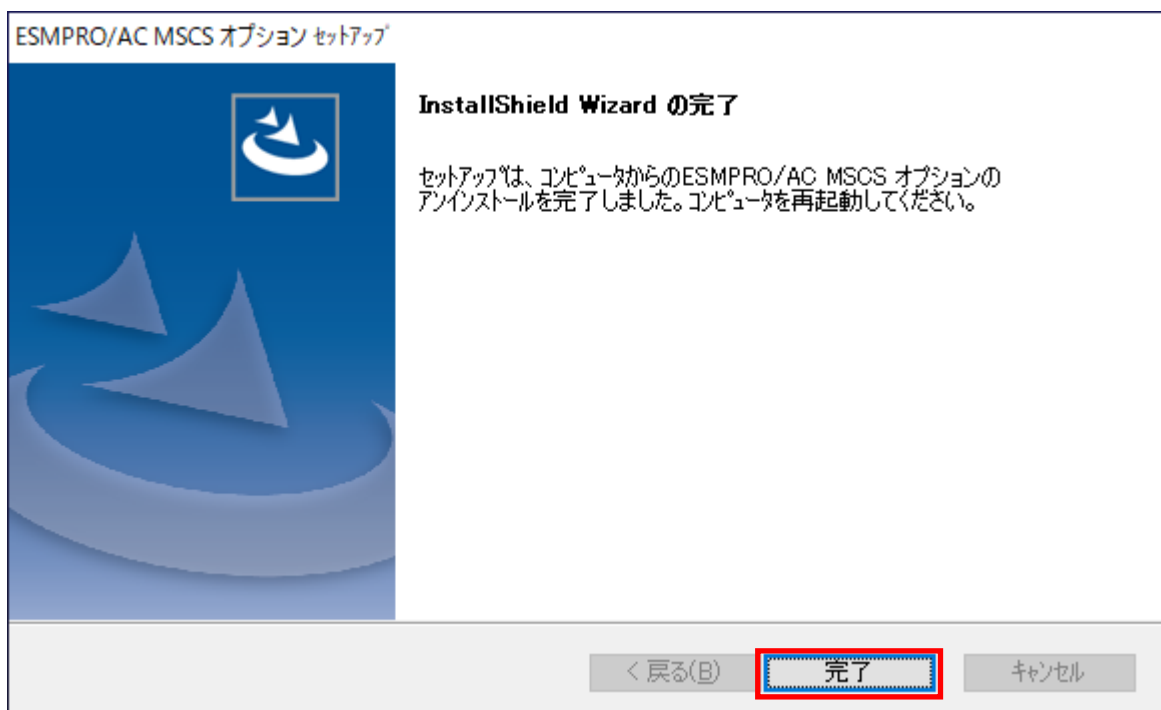 ESMPRO/AC MSCS オプション ｾｯﾄｱｯﾌﾟ
InstallShield Wizard の完了
ｾｯﾄｱｯﾌﾟは、ｺﾝﾋﾟｭｰﾀからのESMPRO/AC MSCS オプションの
ｱﾝｲﾝｽﾄｰﾙを完了しました。ｺﾝﾋﾟｭｰﾀを再起動してください。
< 戻る(B)
完了
ｷｬﾝｾﾙ